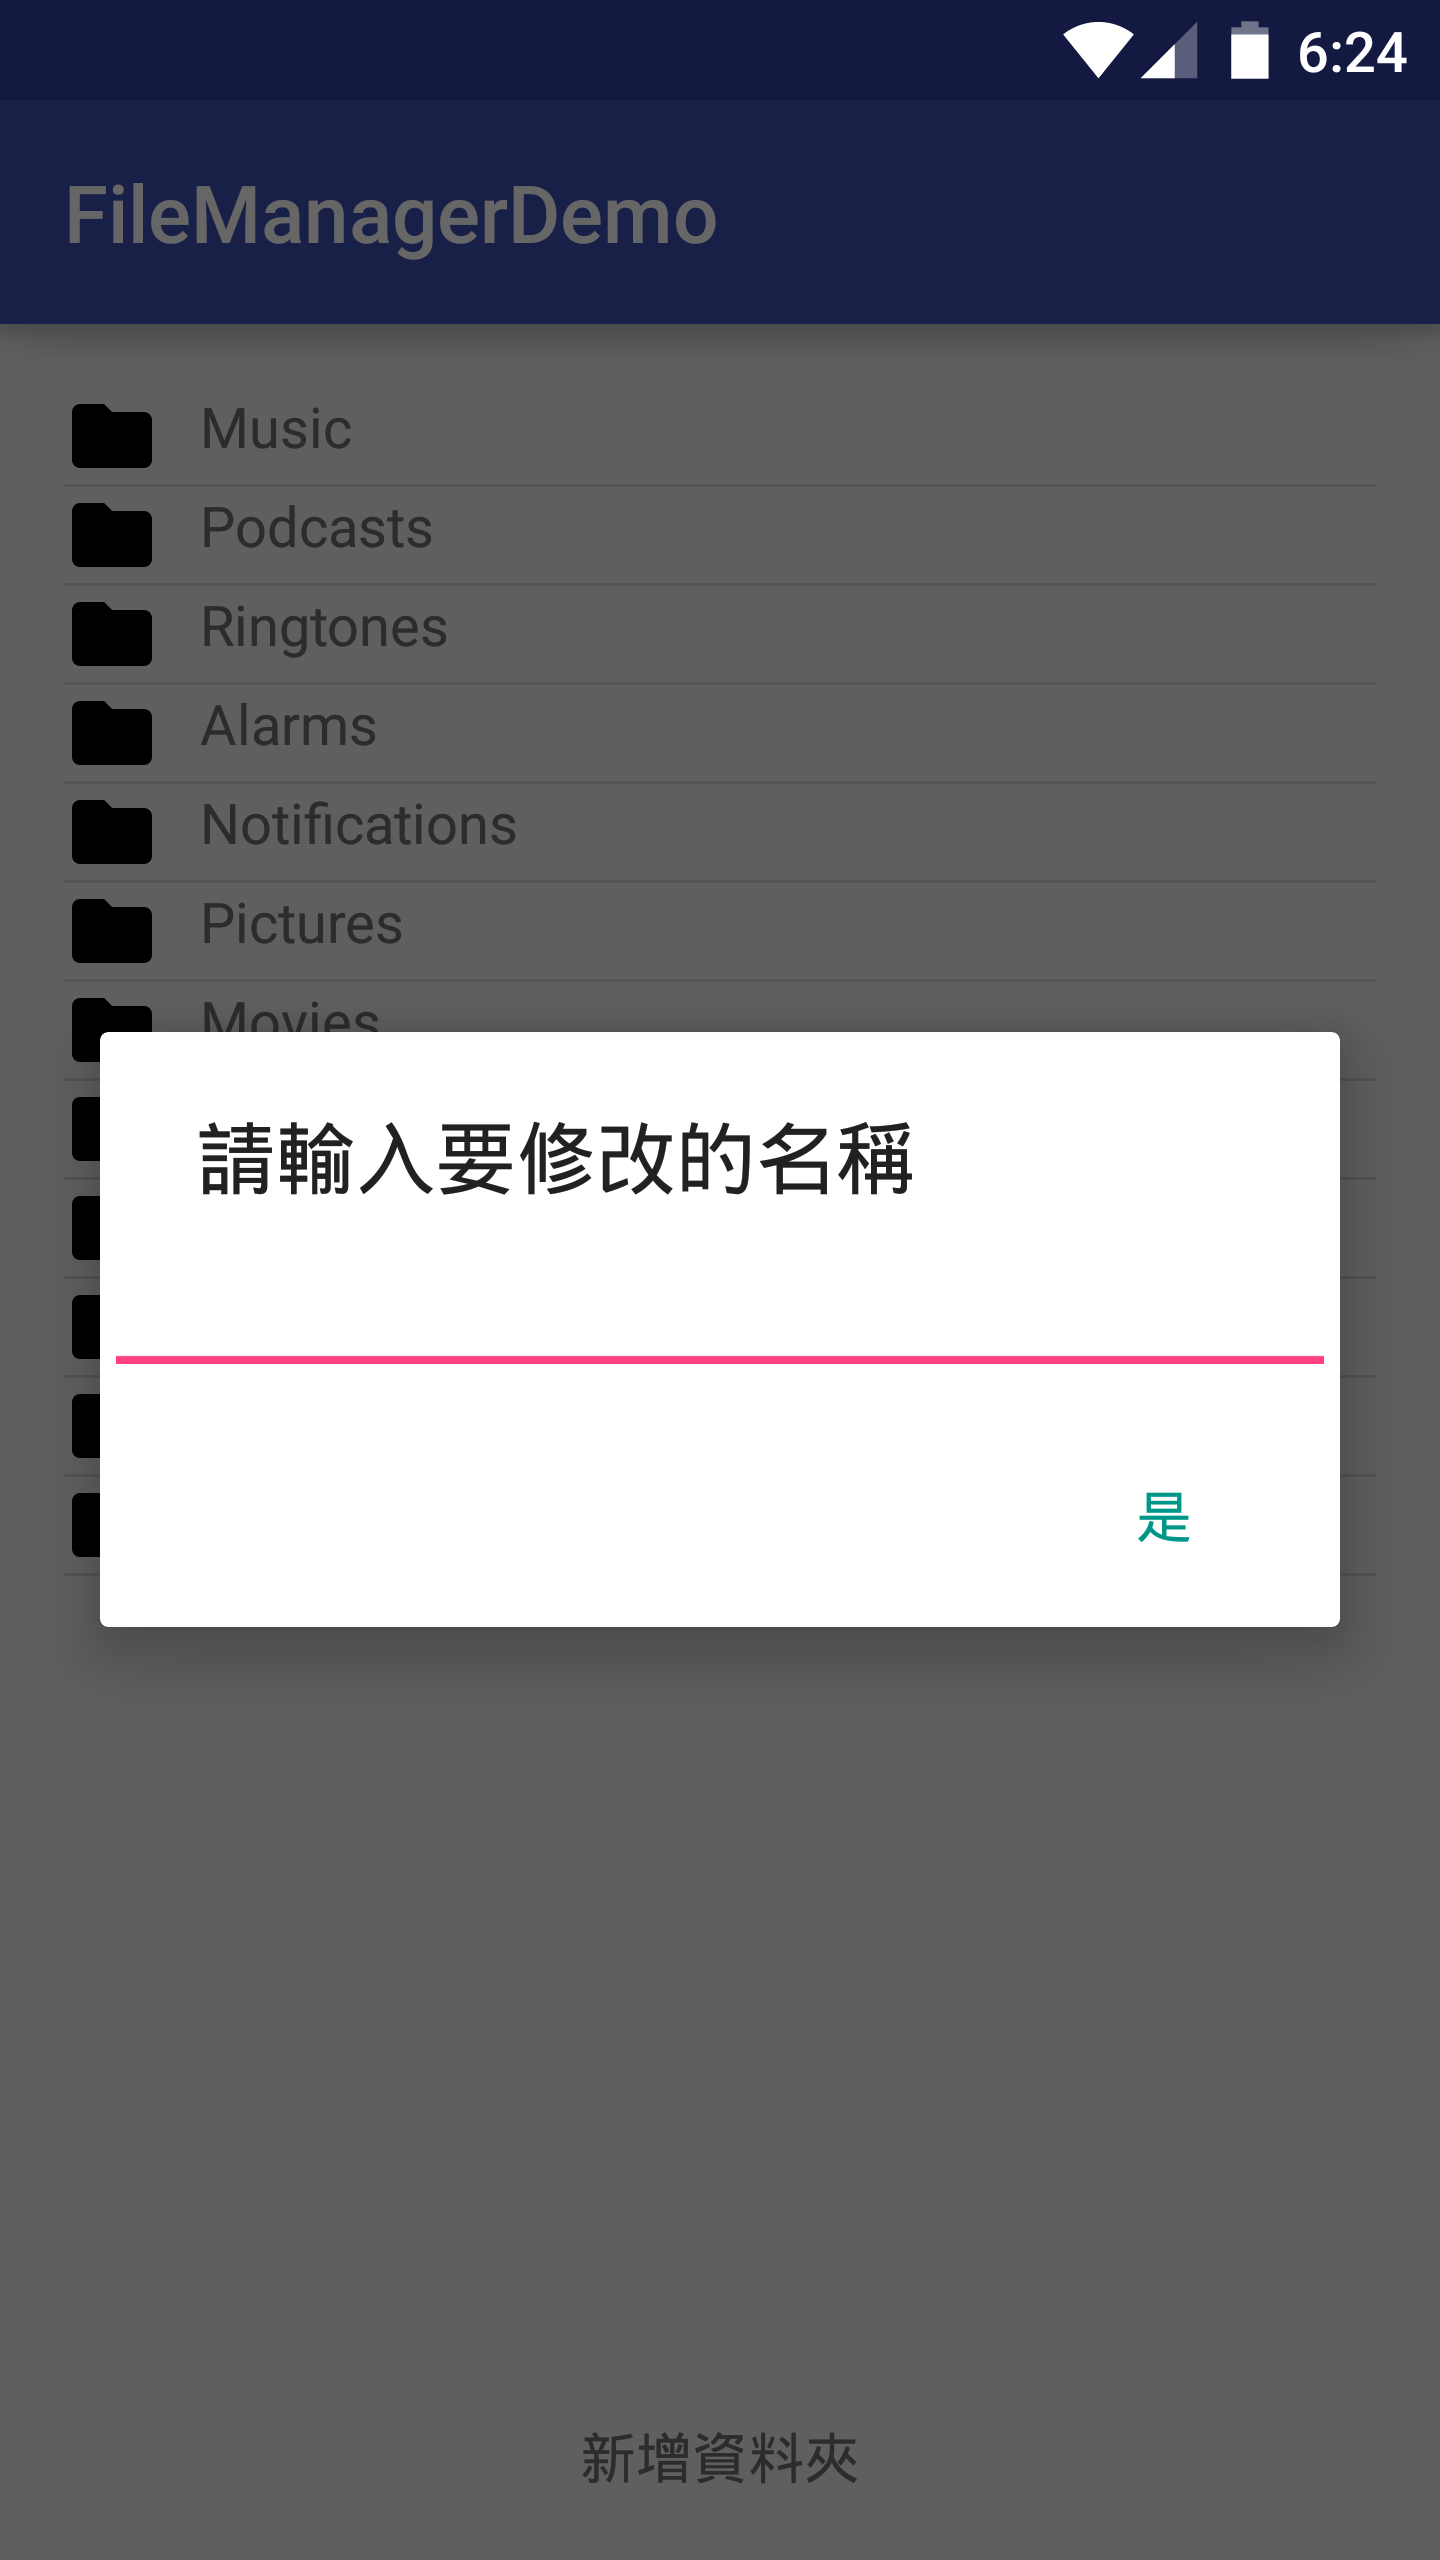 6:24
FileManagerDemo
Music
Podcasts
Ringtones
Alarms
Notifications
Pictures
Movies
請輸入要修改的名稱
是
新增資料夾